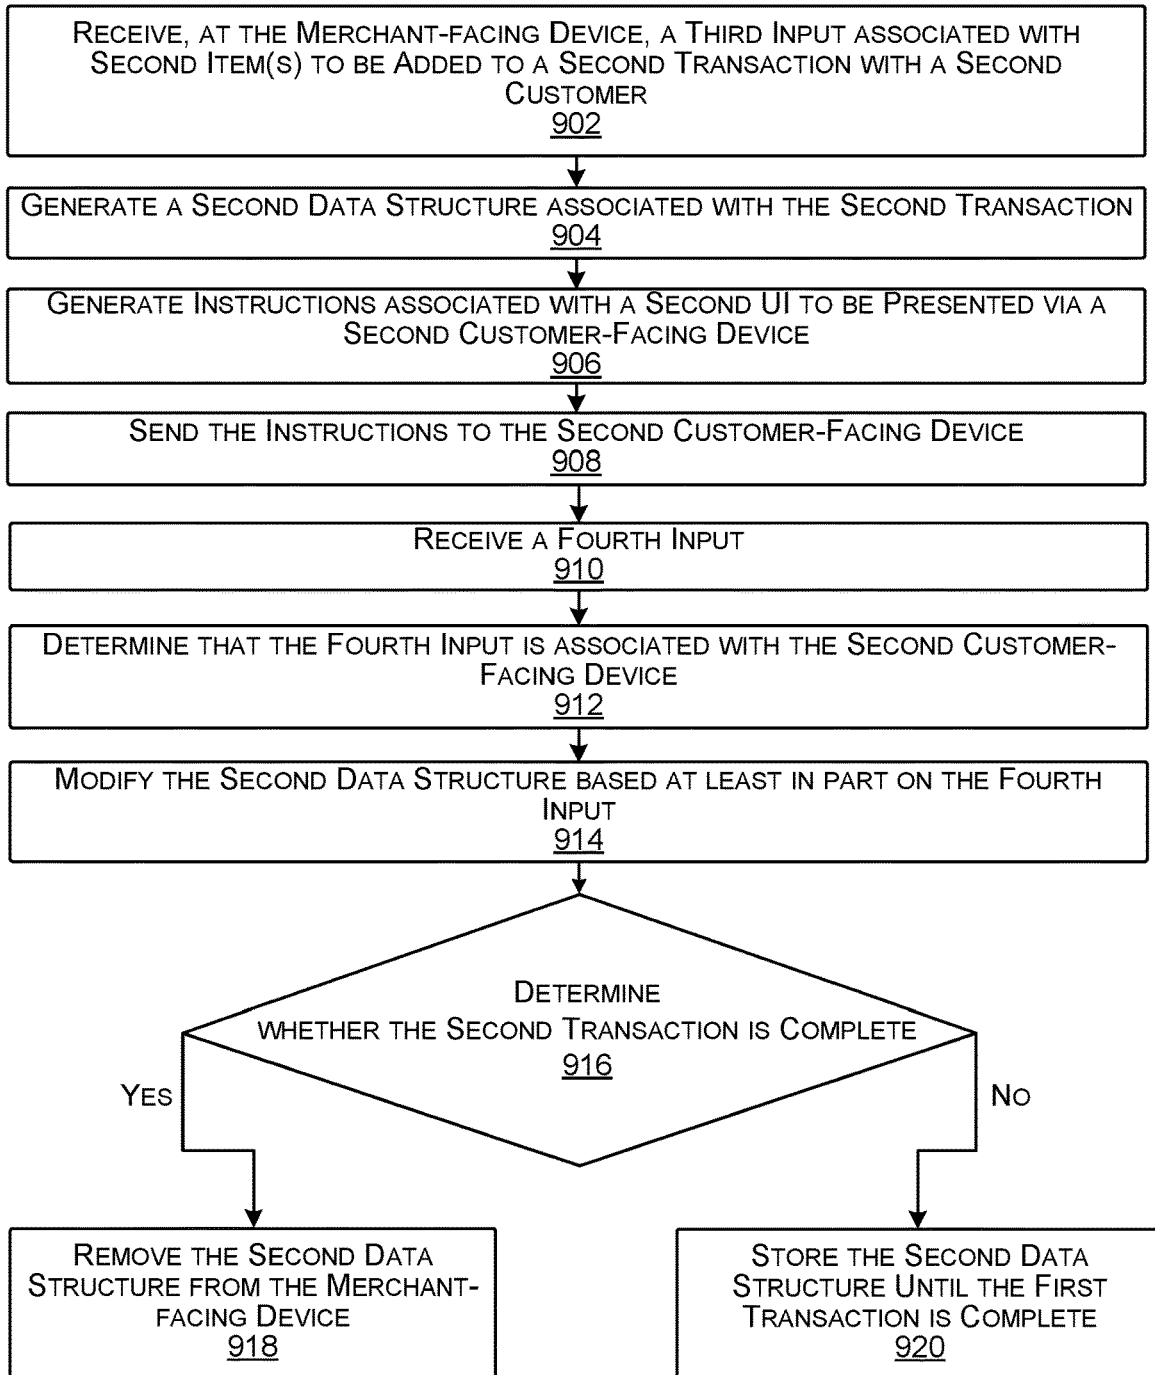 RECEIVE, AT THE MERCHANT-FACING DEVICE, A THIRD INPUT ASSOCIATED WITH
SECOND ITEM(S) TO BE ADDED TO A SECOND TRANSACTION WITH A SECOND
CUSTOMER
902
GENERATE A SECOND DATA STRUCTURE ASSOCIATED WITH THE SECOND TRANSACTION
904
GENERATE INSTRUCTIONS ASSOCIATED WITH A SECOND UI TO BE PRESENTED VIA A
SECOND CUSTOMER-FACING DEVICE
906
SEND THE INSTRUCTIONS TO THE SECOND CUSTOMER-FACING DEVICE
908
RECEIVE A FOURTH INPUT
910
DETERMINE THAT THE FOURTH INPUT IS ASSOCIATED WITH THE SECOND CUSTOMER-
FACING DEVICE
912
MODIFY THE SECOND DATA STRUCTURE BASED AT LEAST IN PART ON THE FOURTH
INPUT
914
DETERMINE
WHETHER THE SECOND TRANSACTION IS COMPLETE
916
YES
NO
REMOVE THE SECOND DATA
STRUCTURE FROM THE MERCHANT-
FACING DEVICE
918
STORE THE SECOND DATA
STRUCTURE UNTIL THE FIRST
TRANSACTION IS COMPLETE
920